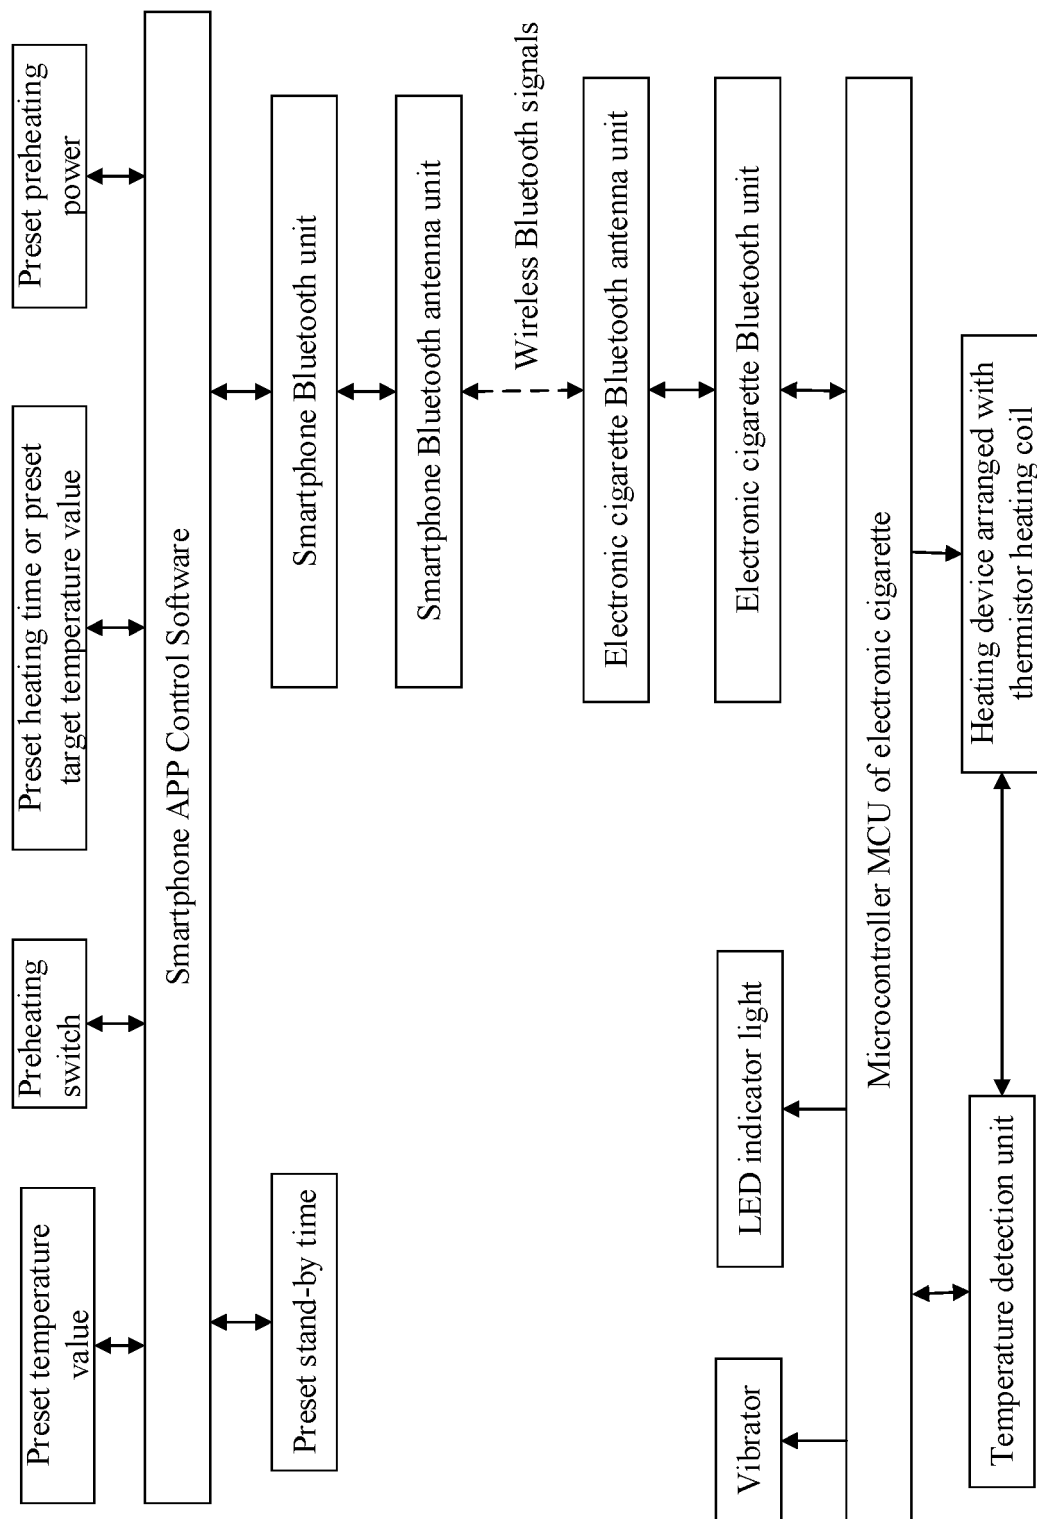 Preset temperature
value
Preheating
switch
Preset heating time or preset
target temperature value
Preset preheating
power
Smartphone APP Control Software
Preset stand-by time
Smartphone Bluetooth unit
Smartphone Bluetooth antenna unit
Wireless Bluetooth signals
Electronic cigarette Bluetooth antenna unit
Vibrator
LED indicator light
Electronic cigarette Bluetooth unit
Microcontroller MCU of electronic cigarette
Temperature detection unit
Heating device arranged with
thermistor heating coil